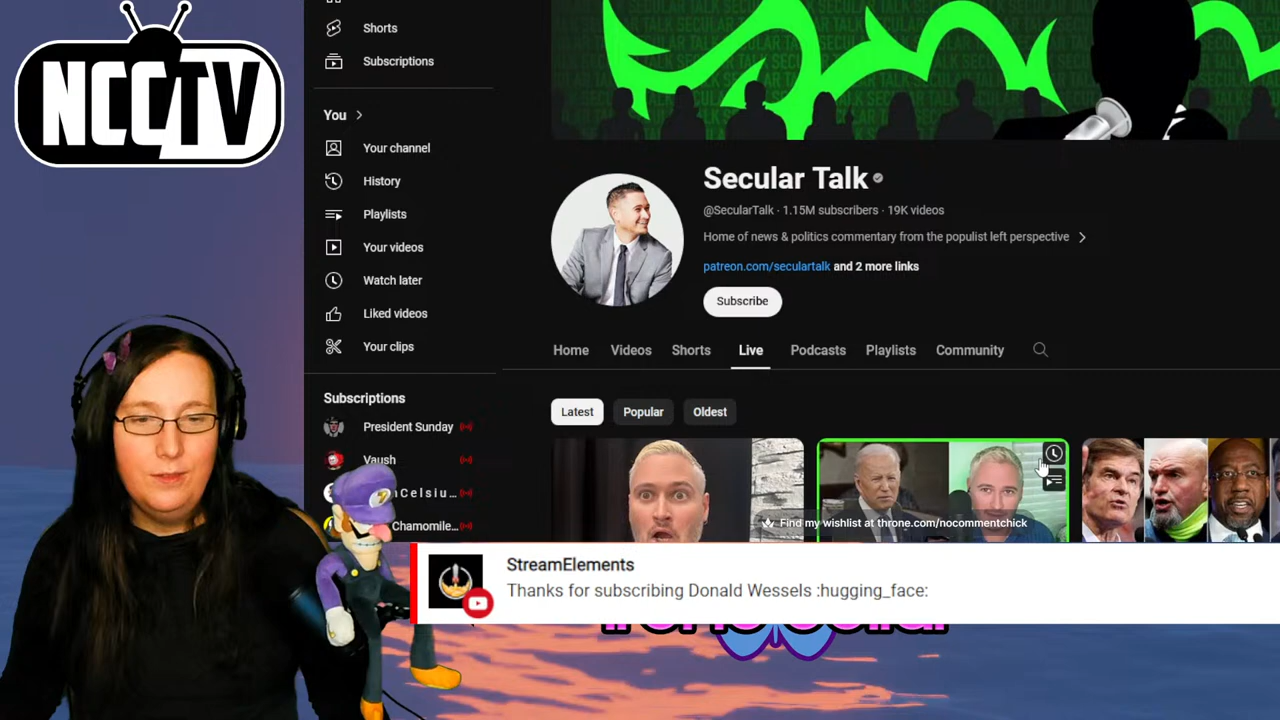 NCCTV
Shorts
Subscriptions
You
Your channel
History
Playlists
Your videos
Watch later
Liked videos
Your clips
Subscriptions
President Sunday
Vaush
Chamomile...
SECULAR TALK
Secular Talk
@SecularTalk · 1.15M subscribers · 19K videos
Home of news & politics commentary from the populist left perspective
patreon.com/seculartalk and 2 more links
Subscribe
Home Videos Shorts Live Podcasts Playlists Community
Latest Popular Oldest
Find my wishlist at throne.com/nocommentchick
StreamElements
Thanks for subscribing Donald Wessels :hugging_face: